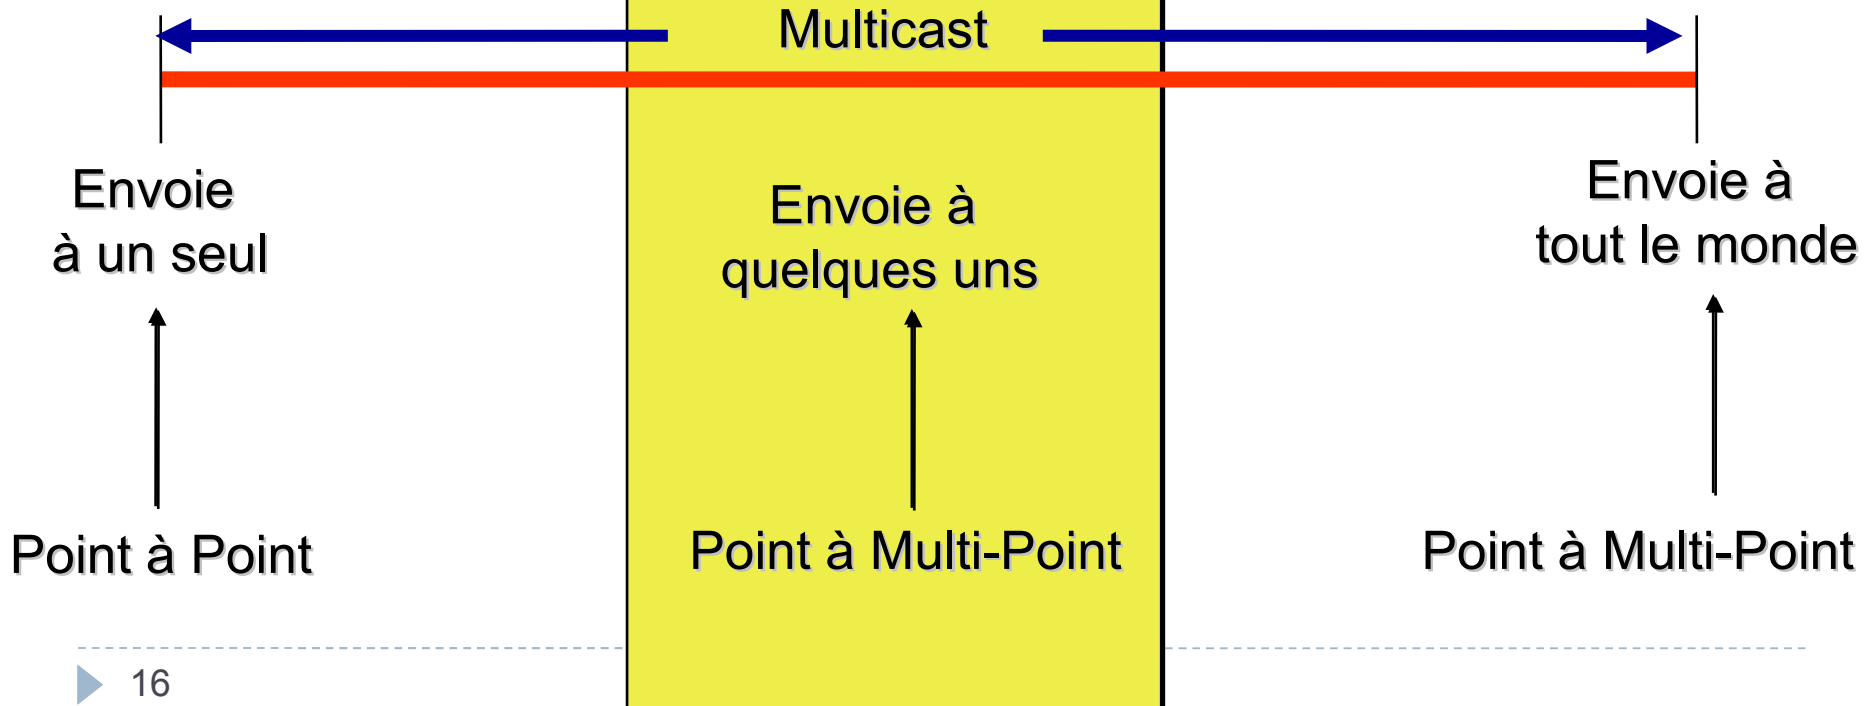 Multicast
Envoie
à un seul
Envoie à
quelques uns
Envoie à
tout le monde
Point à Point
Point à Multi-Point
Point à Multi-Point
16